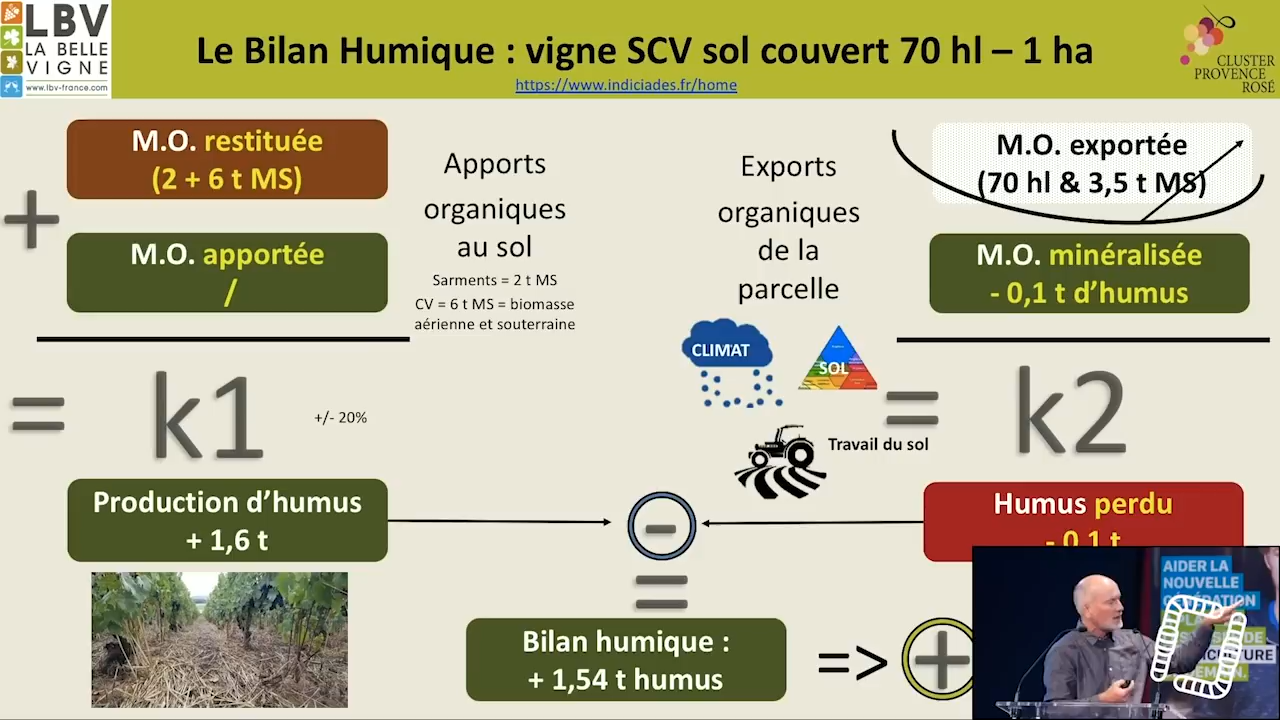 LBV
LA BELLE
VIGNE
www.lbv-france.com
Le Bilan Humique : vigne SCV sol couvert 70 hl – 1 ha
https://www.indiciades.fr/home
CLUSTER
PROVENCE
ROSÉ
M.O. restituée
(2 + 6 t MS)
+
M.O. apportée
/
Apports
organiques
au sol
Sarments = 2 t MS
CV = 6 t MS = biomasse
aérienne et souterraine
Exports
organiques
de la
parcelle
M.O. exportée
(70 hl & 3,5 t MS)
M.O. minéralisée
- 0,1 t d’humus
CLIMAT
SOL
Travail du sol
= k1
+/- 20%
= k2
Production d’humus
+ 1,6 t
-
=
Humus perdu
- 0,1 t
Bilan humique :
+ 1,54 t humus
=> +
AIDER LA
NOUVELLE